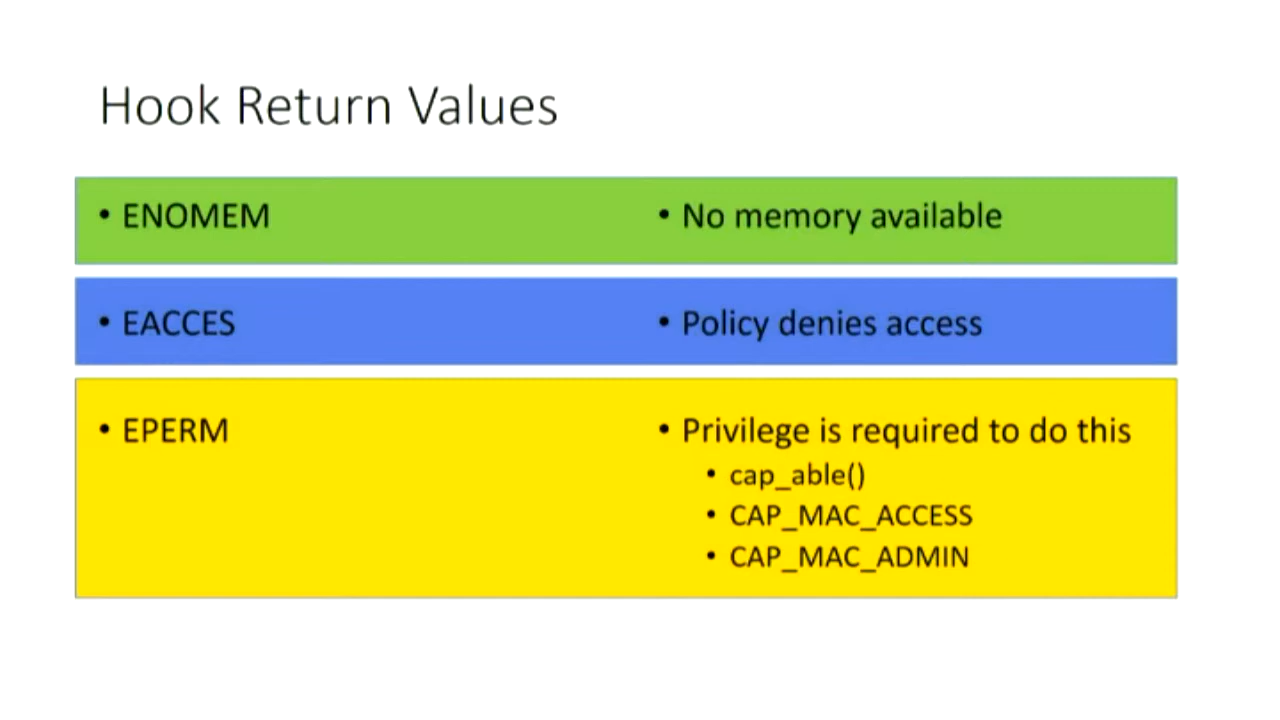 Hook Return Values
• ENOMEM
• No memory available
• EACCES
• Policy denies access
• EPERM
• Privilege is required to do this
• cap_able()
• CAP_MAC_ACCESS
• CAP_MAC_ADMIN